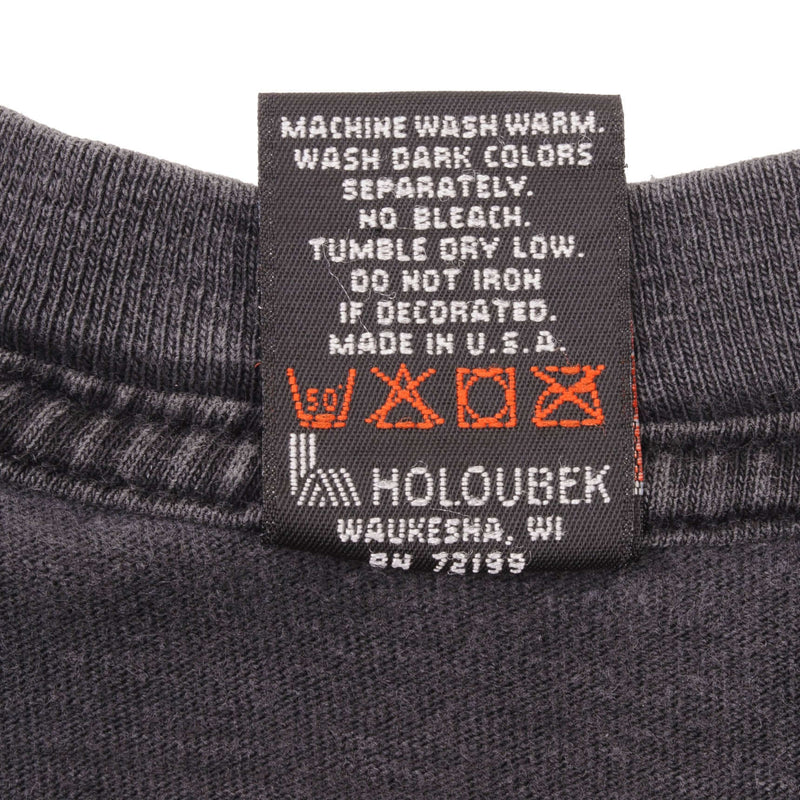 MACHINE WASH WARM.
WASH DARK COLORS
SEPARATELY.
NO BLEACH.
TUMBLE DRY LOW.
DO NOT IRON
IF DECORATED.
MADE IN U.S.A.
50°
HOLOUBEK
WAUKESHA, WI
RN 72199